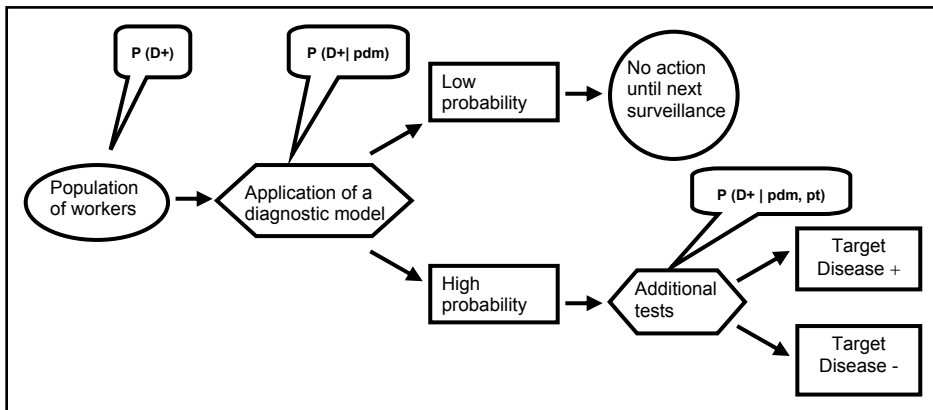 P (D+)
P (D+| pdm)
Low
probability
No action
until next
surveillance
Population
of workers
Application of a
diagnostic model
P (D+ | pdm, pt)
High
probability
Additional
tests
Target
Disease +
Target
Disease -